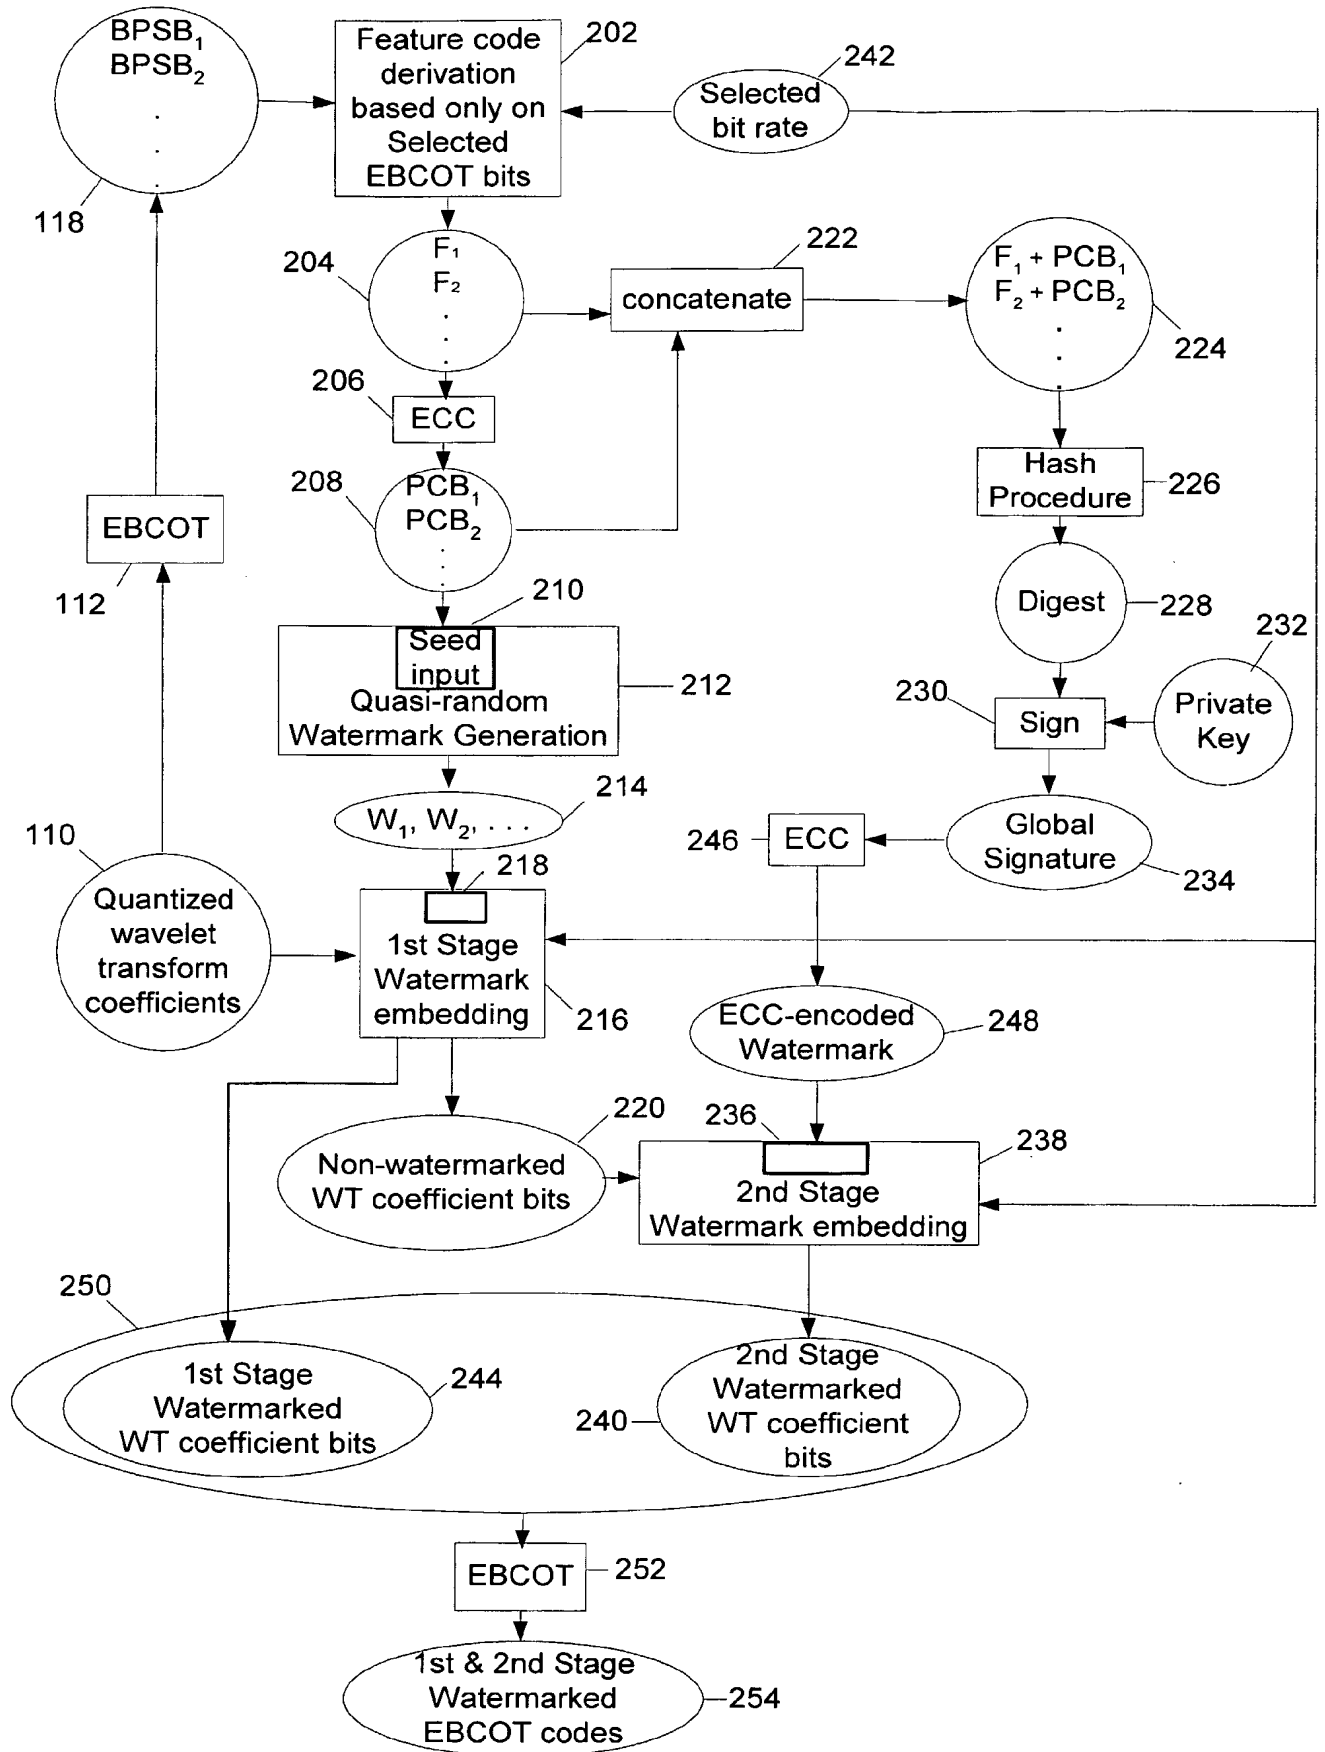 BPSB₁
BPSB₂
.
.
.
118
Feature code
derivation
based only on
Selected
EBCOT bits
202
Selected
bit rate
242
F₁
F₂
.
.
.
204
concatenate
222
F₁ + PCB₁
F₂ + PCB₂
.
.
.
224
ECC
206
PCB₁
PCB₂
.
.
.
208
EBCOT
112
Hash
Procedure
226
Digest
228
Seed
input
210
Quasi-random
Watermark Generation
212
Sign
230
Private
Key
232
W₁, W₂, . . .
214
Global
Signature
234
ECC
246
Quantized
wavelet
transform
coefficients
110
218
1st Stage
Watermark
embedding
216
ECC-encoded
Watermark
248
Non-watermarked
WT coefficient bits
220
236
2nd Stage
Watermark embedding
238
250
1st Stage
Watermarked
WT coefficient bits
244
2nd Stage
Watermarked
WT coefficient
bits
240
EBCOT
252
1st & 2nd Stage
Watermarked
EBCOT codes
254